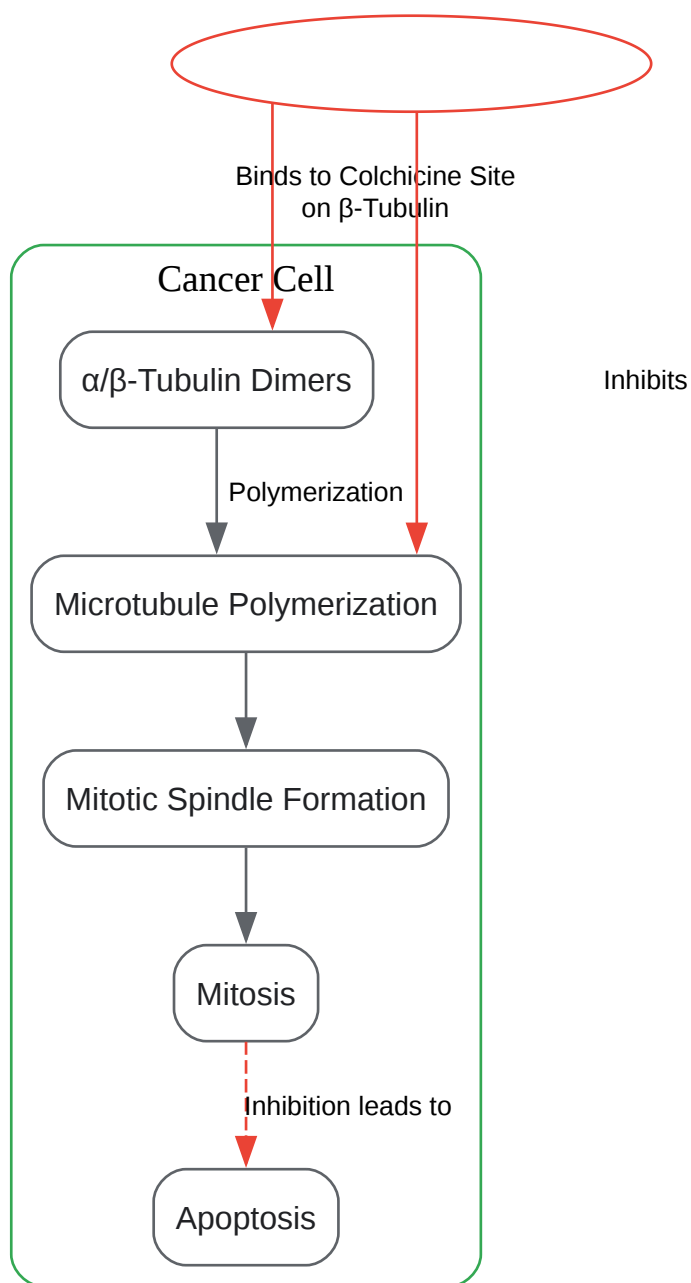 Binds to Colchicine Site
on β-Tubulin
Cancer Cell
α/β-Tubulin Dimers
Inhibits
Polymerization
Microtubule Polymerization
Mitotic Spindle Formation
Mitosis
Inhibition leads to
Apoptosis